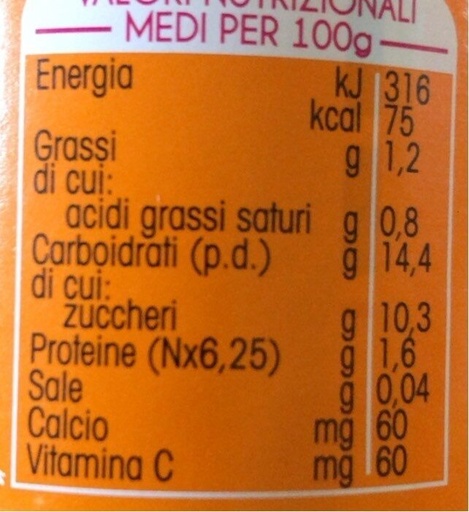 VALORI NUTRIZIONALI
MEDI PER 100g
Energia kJ 316
kcal 75
Grassi g 1,2
di cui:
acidi grassi saturi g 0,8
Carboidrati (p.d.) g 14,4
di cui:
zuccheri g 10,3
Proteine (Nx6,25) g 1,6
Sale g 0,04
Calcio mg 60
Vitamina C mg 60